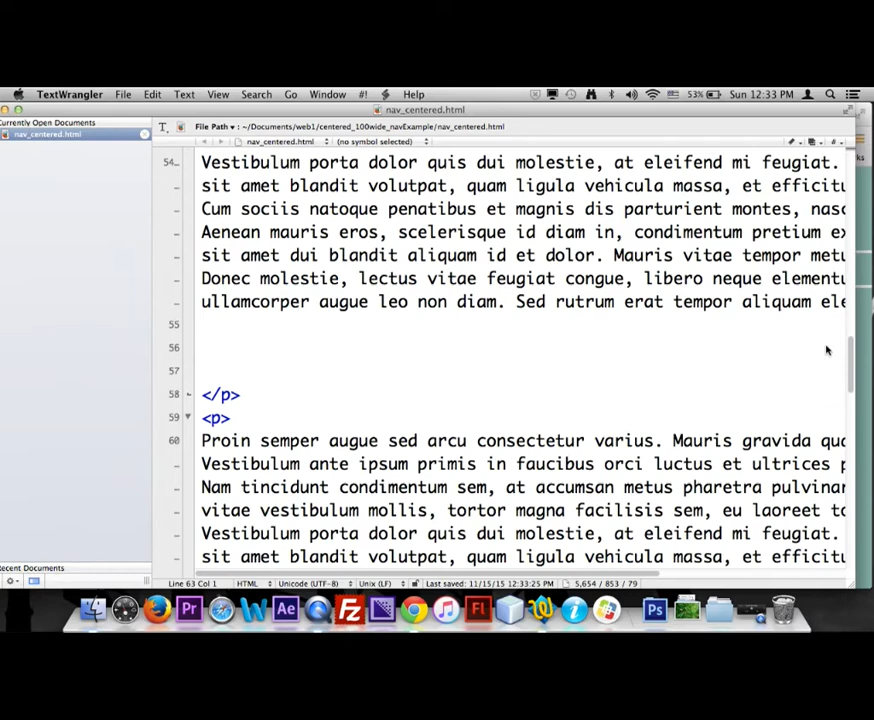 TextWrangler File Edit Text View Search Go Window #! Help 53% Sun 12:33 PM
nav_centered.html
Currently Open Documents
nav_centered.html
File Path ▾ : ~/Documents/web1/centered_100wide_navExample/nav_centered.html
nav_centered.html (no symbol selected)
54 Vestibulum porta dolor quis dui molestie, at eleifend mi feugiat.
sit amet blandit volutpat, quam ligula vehicula massa, et efficitu
Cum sociis natoque penatibus et magnis dis parturient montes, nasc
Aenean mauris eros, scelerisque id diam in, condimentum pretium ex
sit amet dui blandit aliquam id et dolor. Mauris vitae tempor metu
Donec molestie, lectus vitae feugiat congue, libero neque elementu
ullamcorper augue leo non diam. Sed rutrum erat tempor aliquam ele
55
56
57
58 </p>
59 <p>
60 Proin semper augue sed arcu consectetur varius. Mauris gravida qua
Vestibulum ante ipsum primis in faucibus orci luctus et ultrices p
Nam tincidunt condimentum sem, at accumsan metus pharetra pulvinar
vitae vestibulum mollis, tortor magna facilisis sem, eu laoreet to
Vestibulum porta dolor quis dui molestie, at eleifend mi feugiat.
sit amet blandit volutpat, quam ligula vehicula massa, et efficitu
Recent Documents
Line 63 Col 1 HTML Unicode (UTF-8) Unix (LF) Last saved: 11/15/15 12:33:25 PM 5,654 / 853 / 79
Pr W Ae Fz Fl Ps